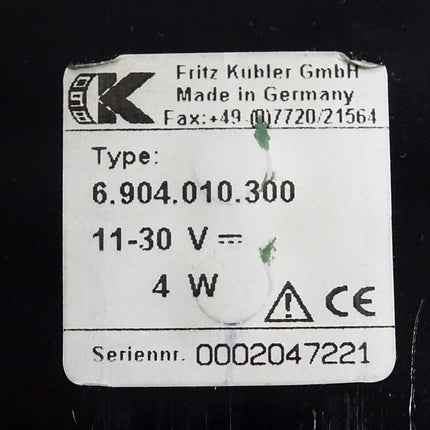 Fritz Kubler GmbH
Made in Germany
Fax:+49-(0)7720/21564
Type:
6.904.010.300
11-30 V
4 W
CE
Seriennr. 0002047221